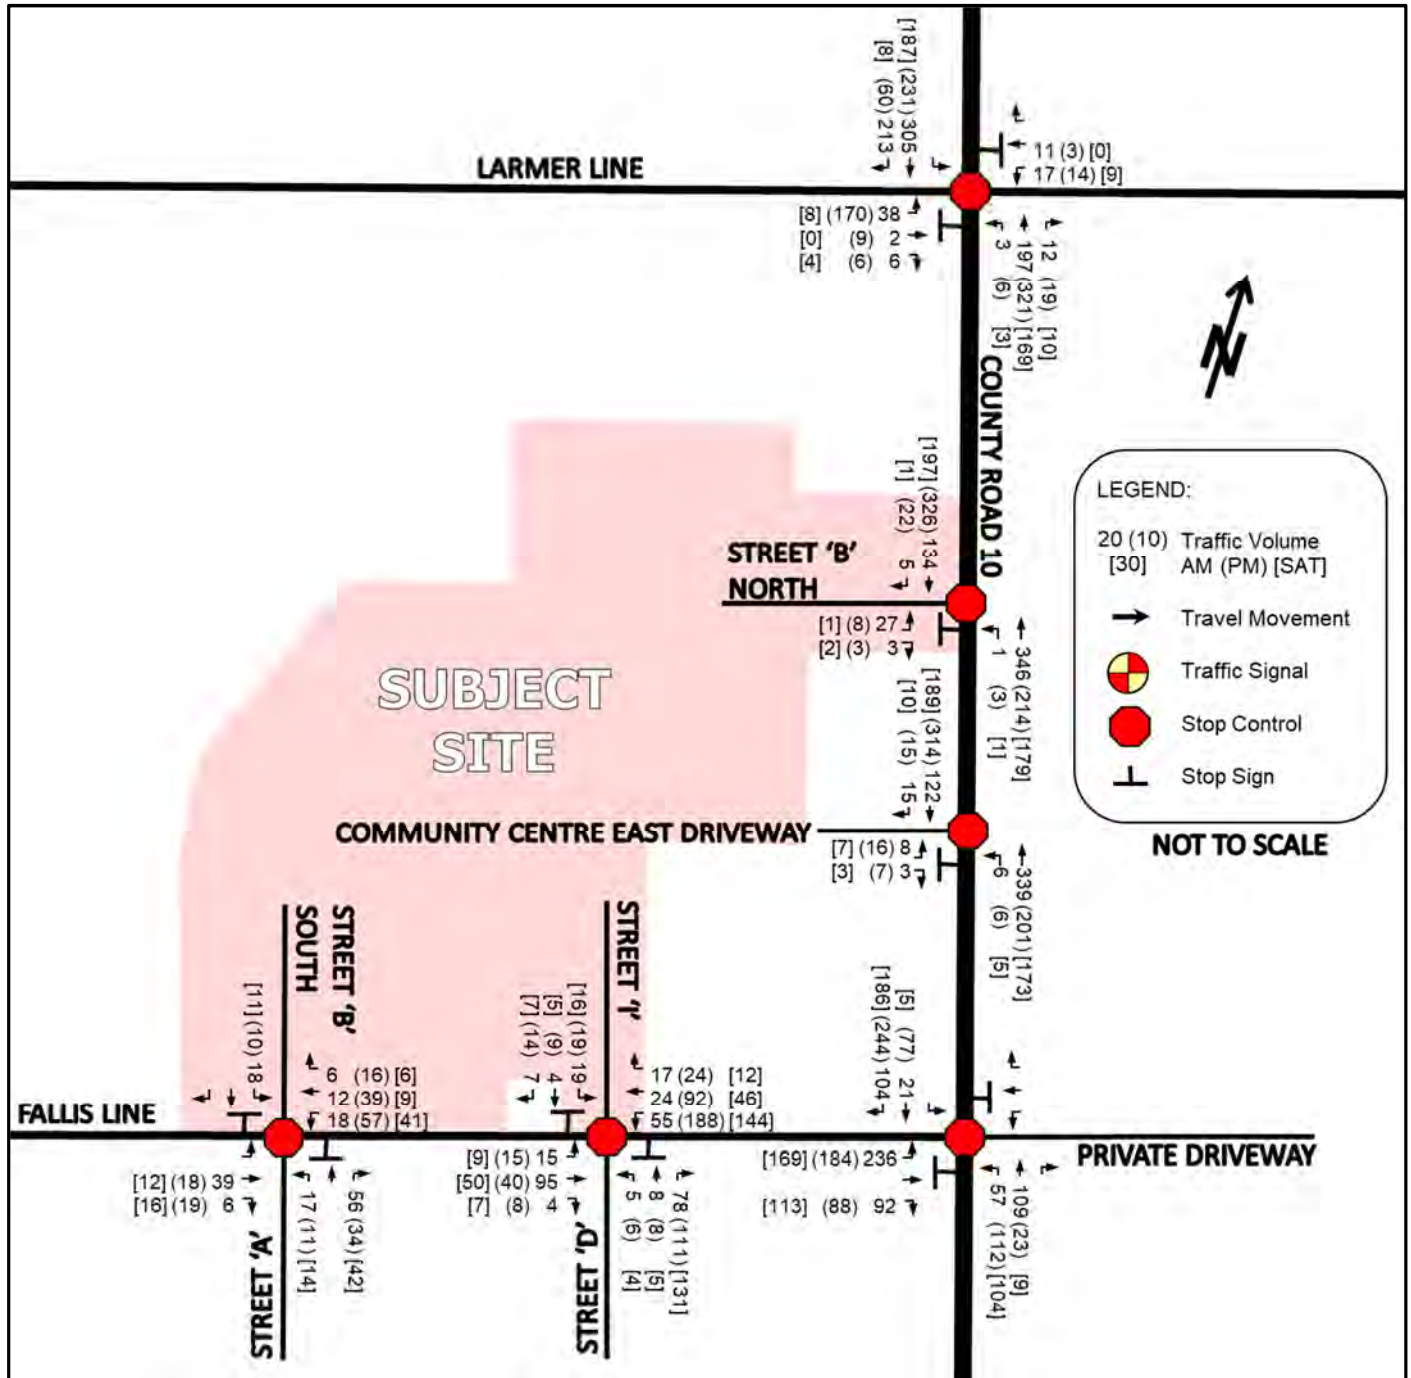 [187] (231) 305
[8] (60) 213
11 (3) [0]
17 (14) [9]
LARMER LINE
[8] (170) 38
[0] (9) 2
[4] (6) 6
12 (19) [10]
197 (321) [169]
3 (6) [3]
N
COUNTY ROAD 10
[197] (326) 134
[1] (22) 5
LEGEND:
20 (10) Traffic Volume
[30] AM (PM) [SAT]
Travel Movement
Traffic Signal
Stop Control
Stop Sign
NOT TO SCALE
STREET 'B'
NORTH
[1] (8) 27
[2] (3) 3
346 (214) [179]
1 (3) [1]
SUBJECT
SITE
[189] (314) 122
[10] (15) 15
COMMUNITY CENTRE EAST DRIVEWAY
[7] (16) 8
[3] (7) 3
339 (201) [173]
6 (6) [5]
STREET 'B'
SOUTH
[11] (10) 18
6 (16) [6]
12 (39) [9]
18 (57) [41]
STREET 'I'
[16] (19) 19
[5] (9) 4
[7] (14) 7
17 (24) [12]
24 (92) [46]
55 (188) [144]
[5] (77) 21
[186] (244) 104
FALLIS LINE
PRIVATE DRIVEWAY
[12] (18) 39
[16] (19) 6
56 (34) [42]
17 (11) [14]
STREET 'A'
[9] (15) 15
[50] (40) 95
[7] (8) 4
STREET 'D'
78 (111) [131]
8 (8) [5]
5 (6) [4]
[169] (184) 236
[113] (88) 92
109 (23) [9]
57 (112) [104]